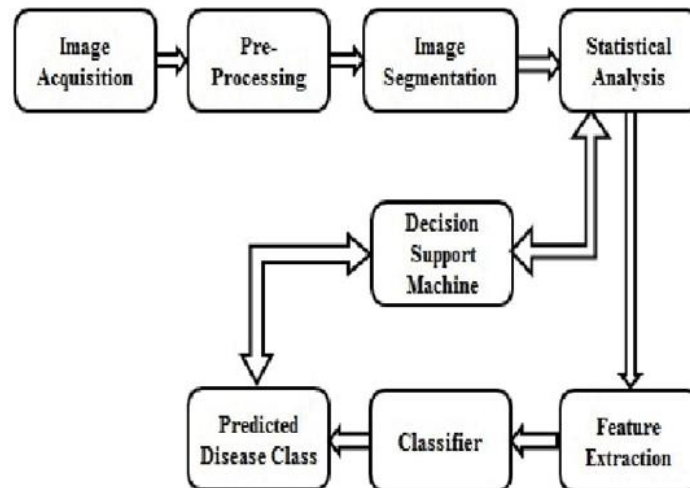 Image
Acquisition
Pre-
Processing
Image
Segmentation
Statistical
Analysis
Decision
Support
Machine
Predicted
Disease Class
Classifier
Feature
Extraction